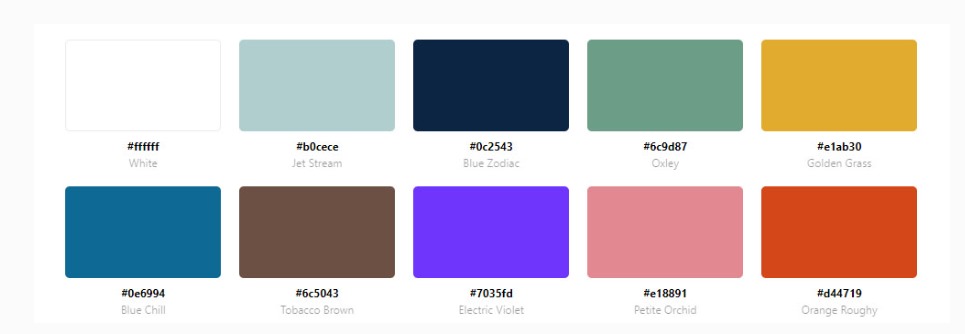 #ffffff #b0cece #0c2543 #6c9d87 #e1ab30
White Jet Stream Blue Zodiac Oxley Golden Grass
#0e6994 #6c5043 #7035fd #e18891 #d44719
Blue Chill Tobacco Brown Electric Violet Petite Orchid Orange Roughy